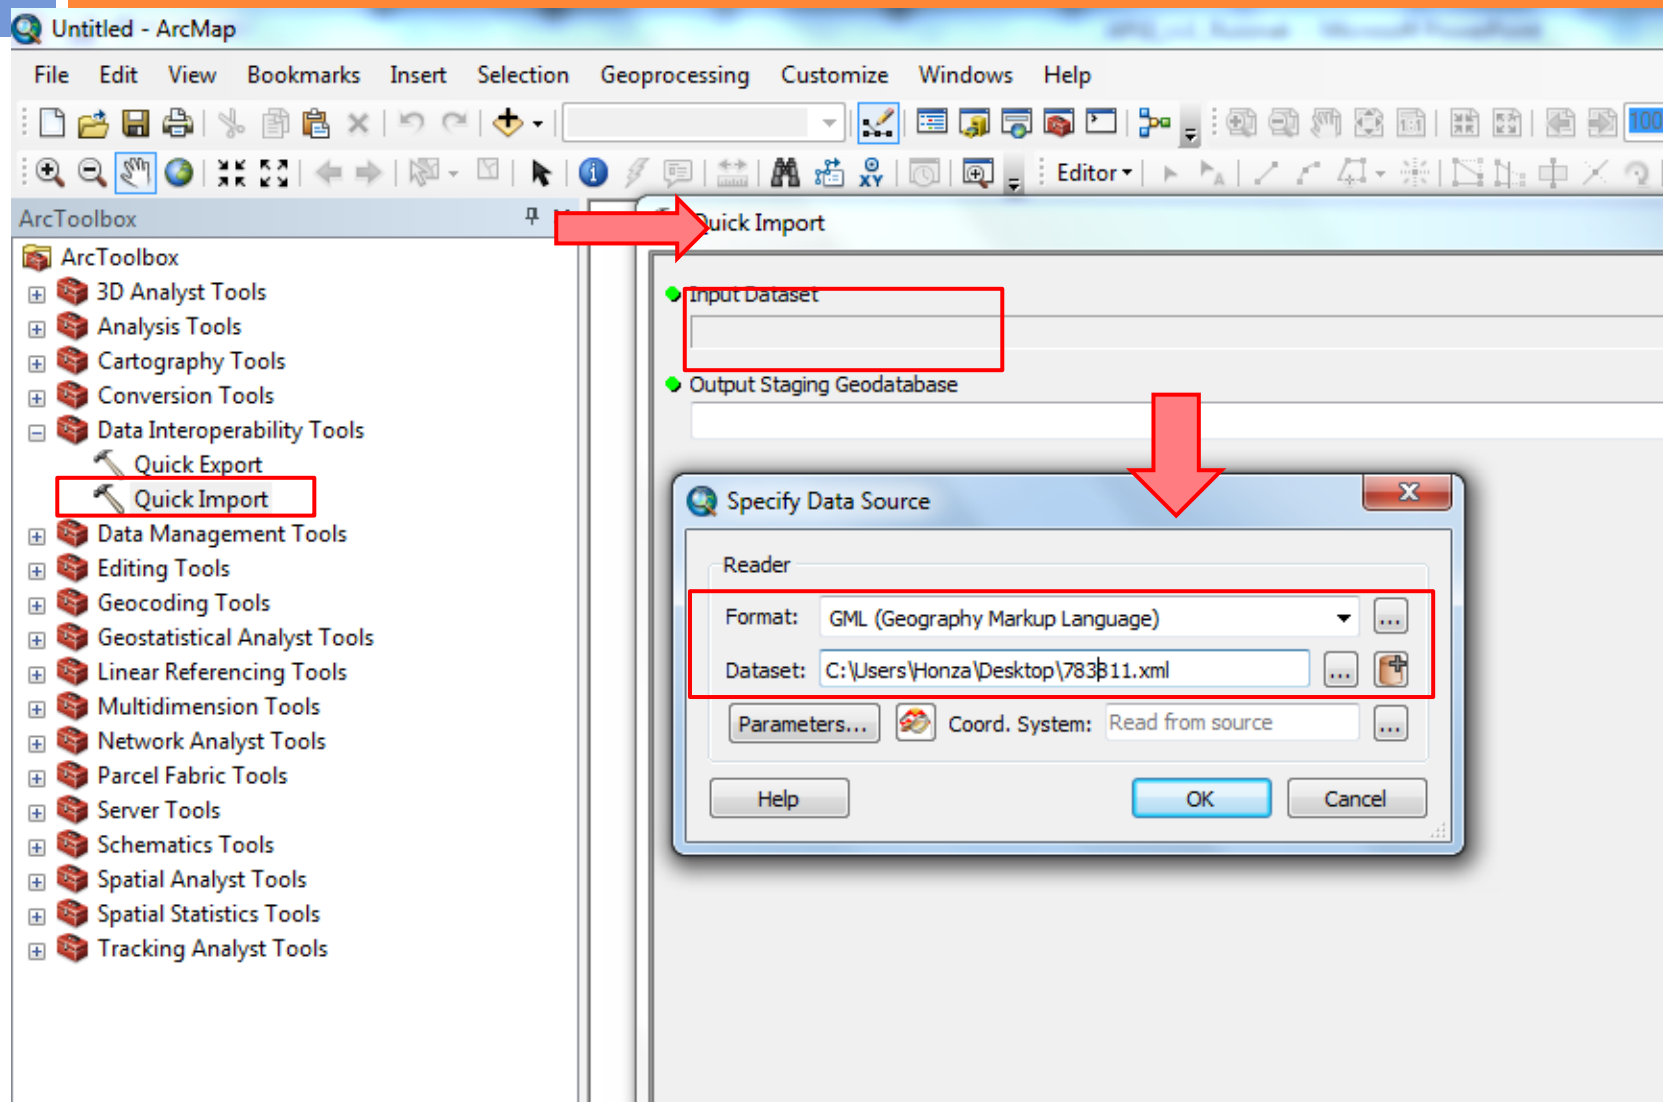 Untitled - ArcMap
File Edit View Bookmarks Insert Selection Geoprocessing Customize Windows Help
1:1
100
XY
Editor
ArcToolbox
Quick Import
ArcToolbox
3D Analyst Tools
Analysis Tools
Cartography Tools
Conversion Tools
Data Interoperability Tools
Quick Export
Quick Import
Data Management Tools
Editing Tools
Geocoding Tools
Geostatistical Analyst Tools
Linear Referencing Tools
Multidimension Tools
Network Analyst Tools
Parcel Fabric Tools
Server Tools
Schematics Tools
Spatial Analyst Tools
Spatial Statistics Tools
Tracking Analyst Tools
Input Dataset
Output Staging Geodatabase
Specify Data Source
Reader
Format: GML (Geography Markup Language) ...
Dataset: C:\Users\Honza\Desktop\783811.xml ...
Parameters... Coord. System: Read from source ...
Help OK Cancel